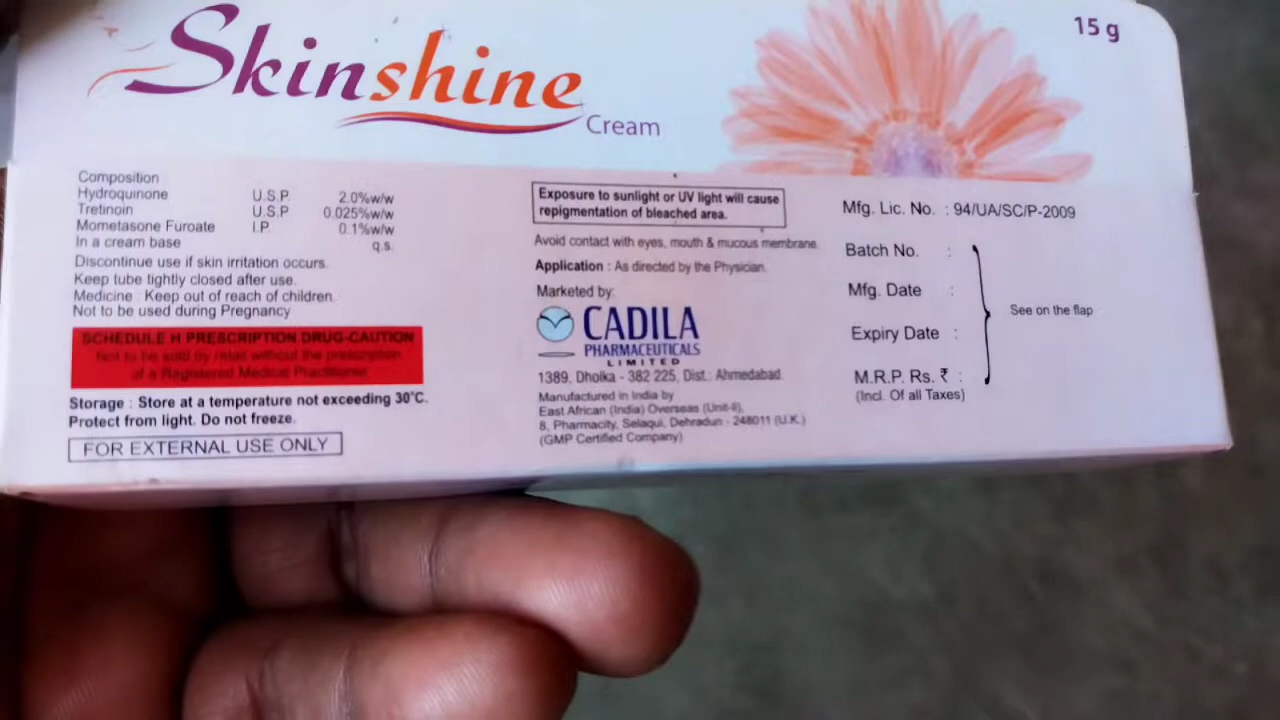 Skinshine
Cream
15 g
Composition
Hydroquinone U.S.P. 2.0%w/w
Tretinoin U.S.P 0.025%w/w
Mometasone Furoate I.P. 0.1%w/w
In a cream base q.s.
Discontinue use if skin irritation occurs.
Keep tube tightly closed after use.
Medicine : Keep out of reach of children.
Not to be used during Pregnancy
SCHEDULE H PRESCRIPTION DRUG-CAUTION
Not to be sold by retail without the prescription
of a Registered Medical Practitioner
Storage : Store at a temperature not exceeding 30°C.
Protect from light. Do not freeze.
FOR EXTERNAL USE ONLY
Exposure to sunlight or UV light will cause
repigmentation of bleached area.
Avoid contact with eyes, mouth & mucous membrane.
Application : As directed by the Physician.
Marketed by:
CADILA
PHARMACEUTICALS
LIMITED
1389, Dholka - 382 225, Dist.: Ahmedabad.
Manufactured in India by
East African (India) Overseas (Unit-II),
8, Pharmacity, Selaqui, Dehradun - 248011 (U.K.)
(GMP Certified Company)
Mfg. Lic. No. : 94/UA/SC/P-2009
Batch No. :
Mfg. Date :
Expiry Date :
M.R.P. Rs. ₹ :
(Incl. Of all Taxes)
See on the flap